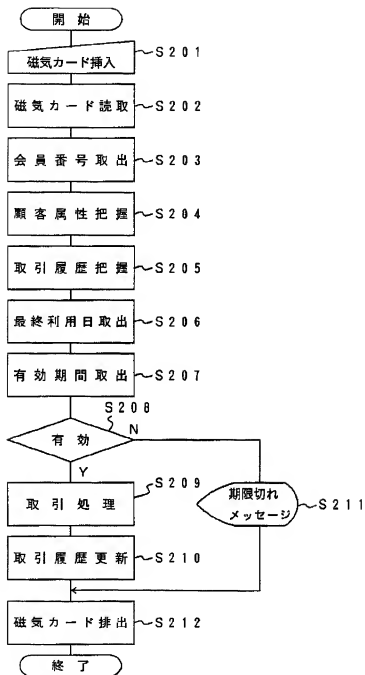 開始
磁気カード挿入 S201
磁気カード読取 S202
会員番号取出 S203
顧客属性把握 S204
取引履歴把握 S205
最終利用日取出 S206
有効期間取出 S207
S208
有効 N
Y
取引処理 S209
期限切れ
メッセージ S211
取引履歴更新 S210
磁気カード排出 S212
終了